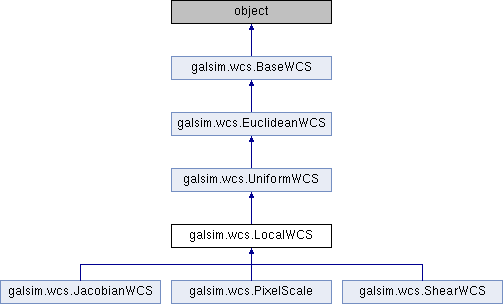 object
galsim.wcs.BaseWCS
galsim.wcs.EuclideanWCS
galsim.wcs.UniformWCS
galsim.wcs.LocalWCS
galsim.wcs.JacobianWCS
galsim.wcs.PixelScale
galsim.wcs.ShearWCS